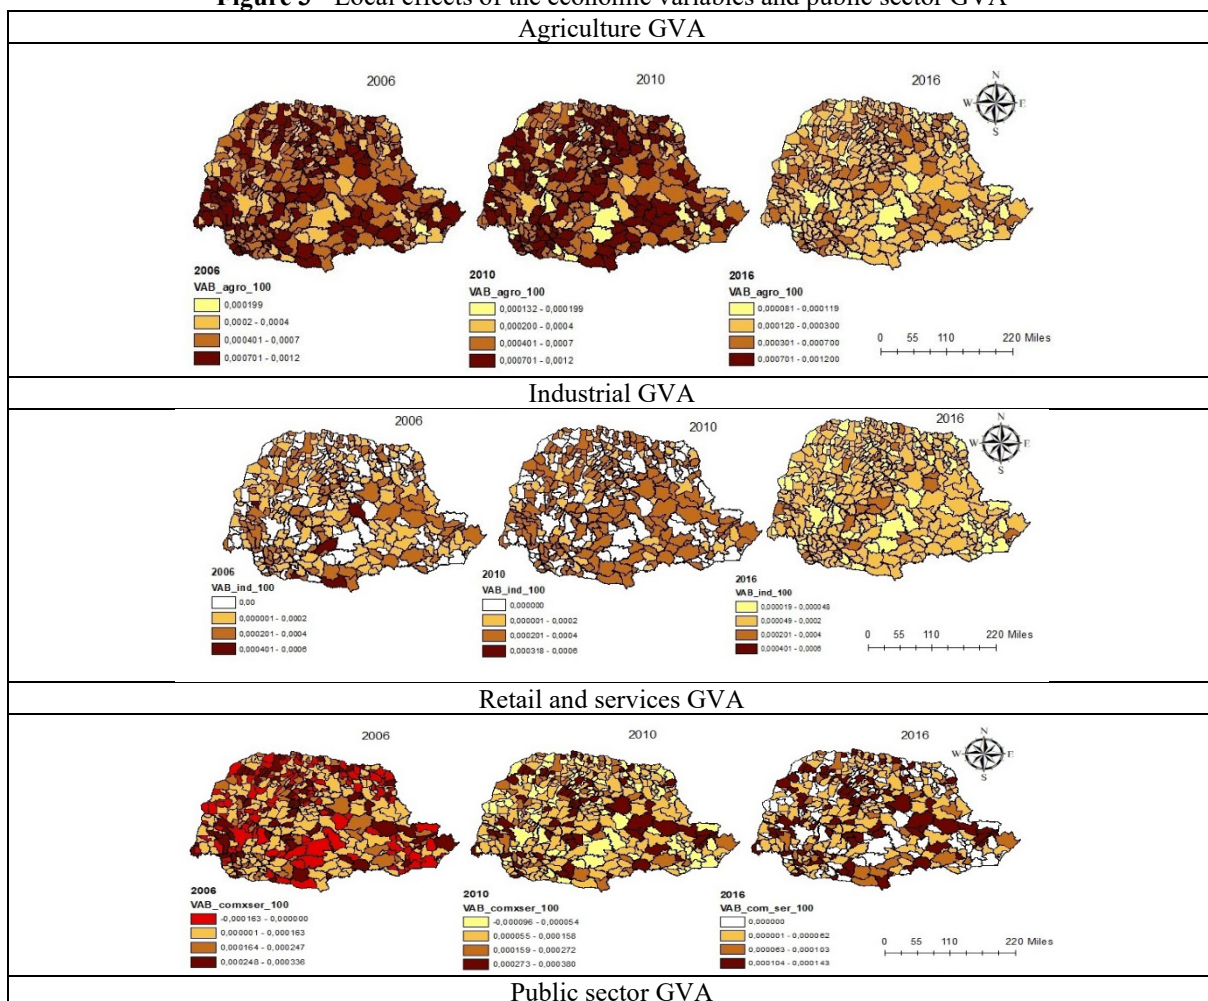 Figure 3 - Local effects of the economic variables and public sector GVA
Agriculture GVA
2006
2010
2016
N
W
E
S
2006
VAB_agro_100
0,000199
0,0002 - 0,0004
0,000401 - 0,0007
0,000701 - 0,0012
2010
VAB_agro_100
0,000132 - 0,000199
0,000200 - 0,0004
0,000401 - 0,0007
0,000701 - 0,0012
2016
VAB_agro_100
0,000081 - 0,000119
0,000120 - 0,000300
0,000301 - 0,000700
0,000701 - 0,001200
0 55 110 220 Miles
Industrial GVA
2006
2010
2016
N
W
E
S
2006
VAB_ind_100
0,00
0,000001 - 0,0002
0,000201 - 0,0004
0,000401 - 0,0006
2010
VAB_ind_100
0,000000
0,000001 - 0,0002
0,000201 - 0,0004
0,000318 - 0,0006
2016
VAB_ind_100
0,000019 - 0,000048
0,000049 - 0,0002
0,000201 - 0,0004
0,000401 - 0,0006
0 55 110 220 Miles
Retail and services GVA
2006
2010
2016
N
W
E
S
2006
VAB_comxser_100
-0,000163 - 0,000000
0,000001 - 0,000163
0,000164 - 0,000247
0,000248 - 0,000336
2010
VAB_comxser_100
-0,000096 - 0,000054
0,000055 - 0,000158
0,000159 - 0,000272
0,000273 - 0,000380
2016
VAB_com_ser_100
0,000000
0,000001 - 0,000062
0,000063 - 0,000103
0,000104 - 0,000143
0 55 110 220 Miles
Public sector GVA